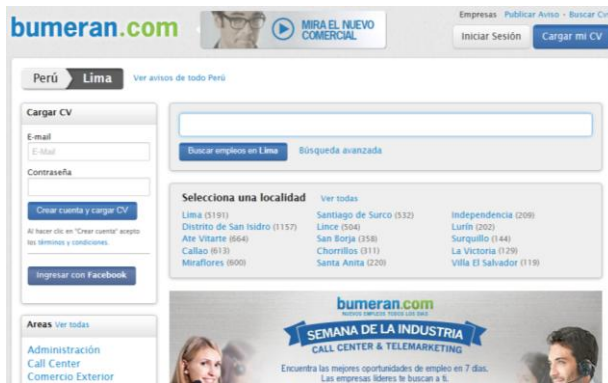 bumeran.com
MIRA EL NUEVO
COMERCIAL
Empresas Publicar Aviso - Buscar
Iniciar Sesión
Cargar mi CV
Perú Lima Ver avisos de todo Perú
Cargar CV
E-mail
E-Mail
Contraseña
Crear cuenta y cargar CV
Al hacer clic en "Crear cuenta" acepto
los términos y condiciones.
Ingresar con Facebook
Areas Ver todas
Administración
Call Center
Comercio Exterior
Buscar empleos en Lima Búsqueda avanzada
Selecciona una localidad Ver todas
Lima (5191) Santiago de Surco (532) Independencia (209)
Distrito de San Isidro (1157) Lince (504) Lurín (202)
Ate Vitarte (664) San Borja (358) Surquillo (144)
Callao (613) Chorrillos (311) La Victoria (129)
Miraflores (600) Santa Anita (220) Villa El Salvador (119)
bumeran.com
NUEVOS EMPLEOS TODOS LOS DÍAS
SEMANA DE LA INDUSTRIA
CALL CENTER & TELEMARKETING
Encuentra las mejores oportunidades de empleo en 7 días.
Las empresas líderes te buscan a ti.